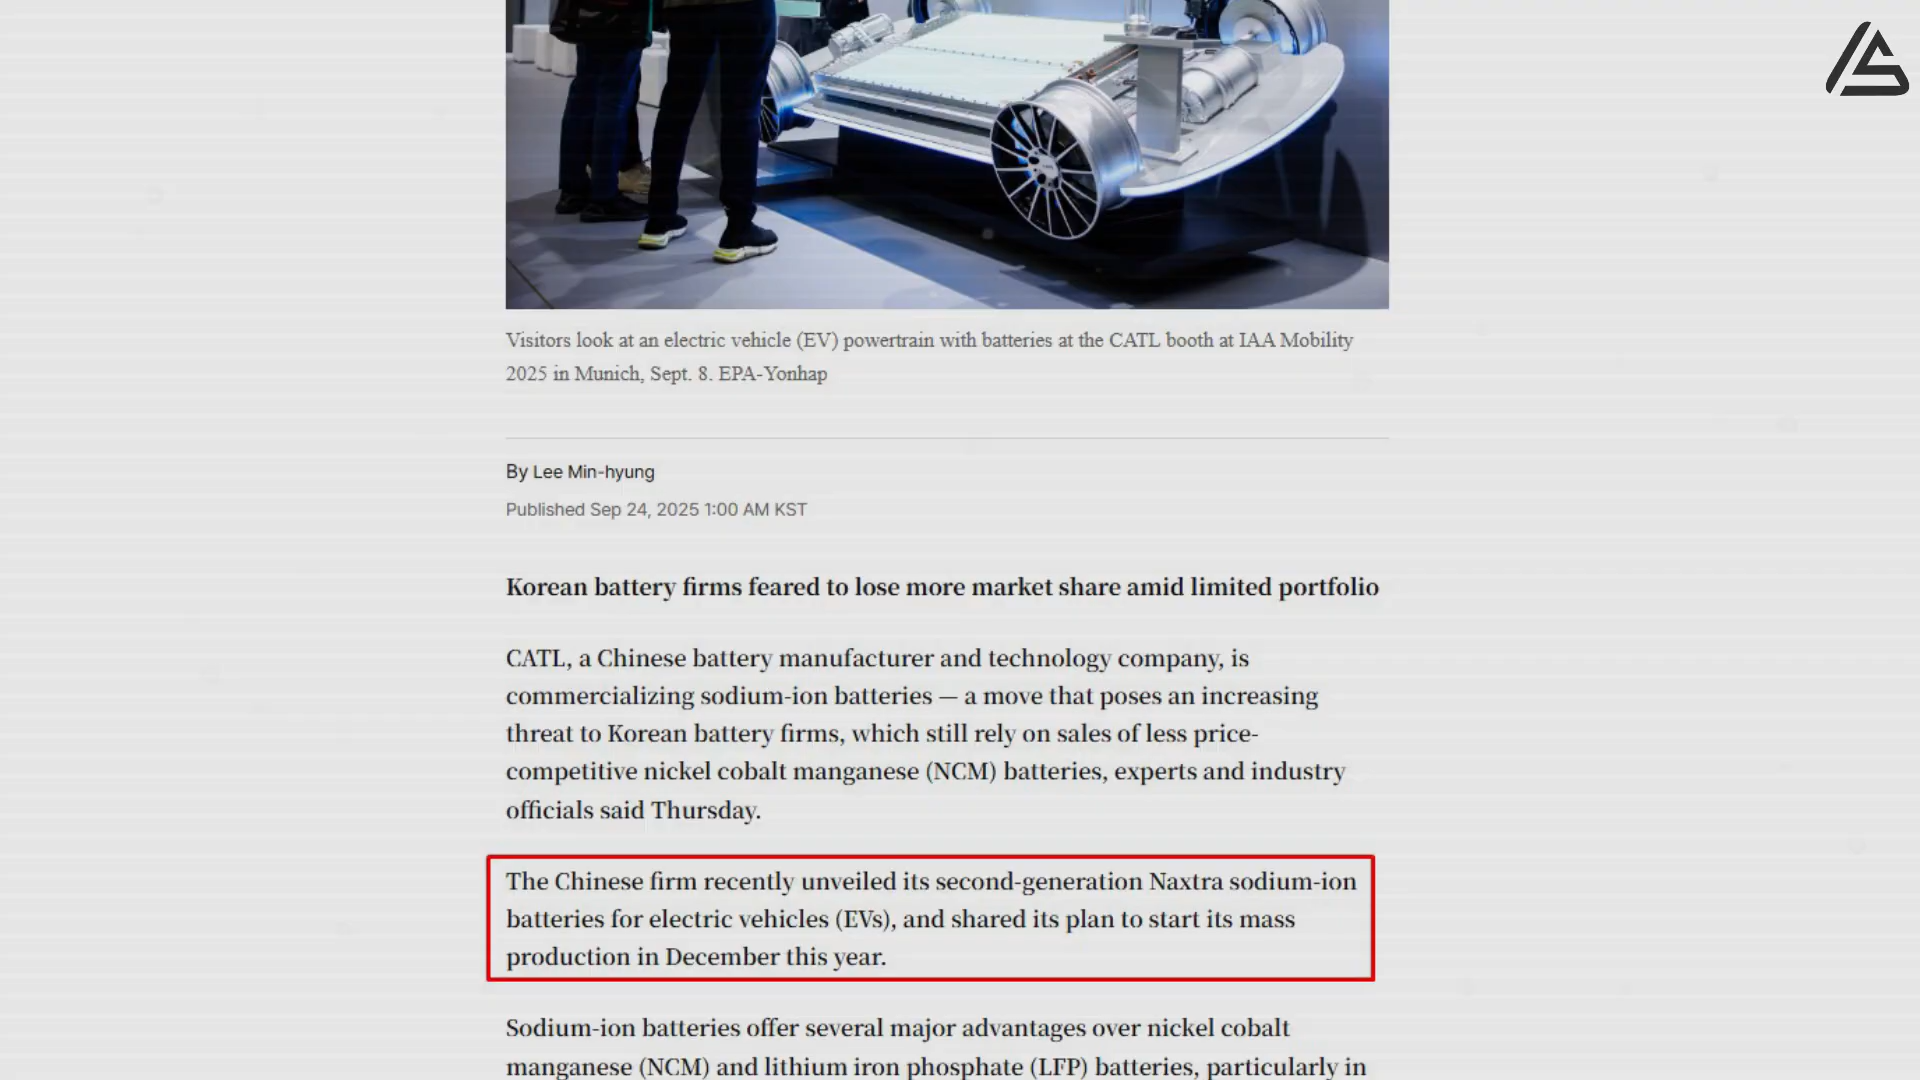 Visitors look at an electric vehicle (EV) powertrain with batteries at the CATL booth at IAA Mobility
2025 in Munich, Sept. 8. EPA-Yonhap
By Lee Min-hyung
Published Sep 24, 2025 1:00 AM KST
Korean battery firms feared to lose more market share amid limited portfolio
CATL, a Chinese battery manufacturer and technology company, is
commercializing sodium-ion batteries — a move that poses an increasing
threat to Korean battery firms, which still rely on sales of less price-
competitive nickel cobalt manganese (NCM) batteries, experts and industry
officials said Thursday.
The Chinese firm recently unveiled its second-generation Naxtra sodium-ion
batteries for electric vehicles (EVs), and shared its plan to start its mass
production in December this year.
Sodium-ion batteries offer several major advantages over nickel cobalt
manganese (NCM) and lithium iron phosphate (LFP) batteries, particularly in